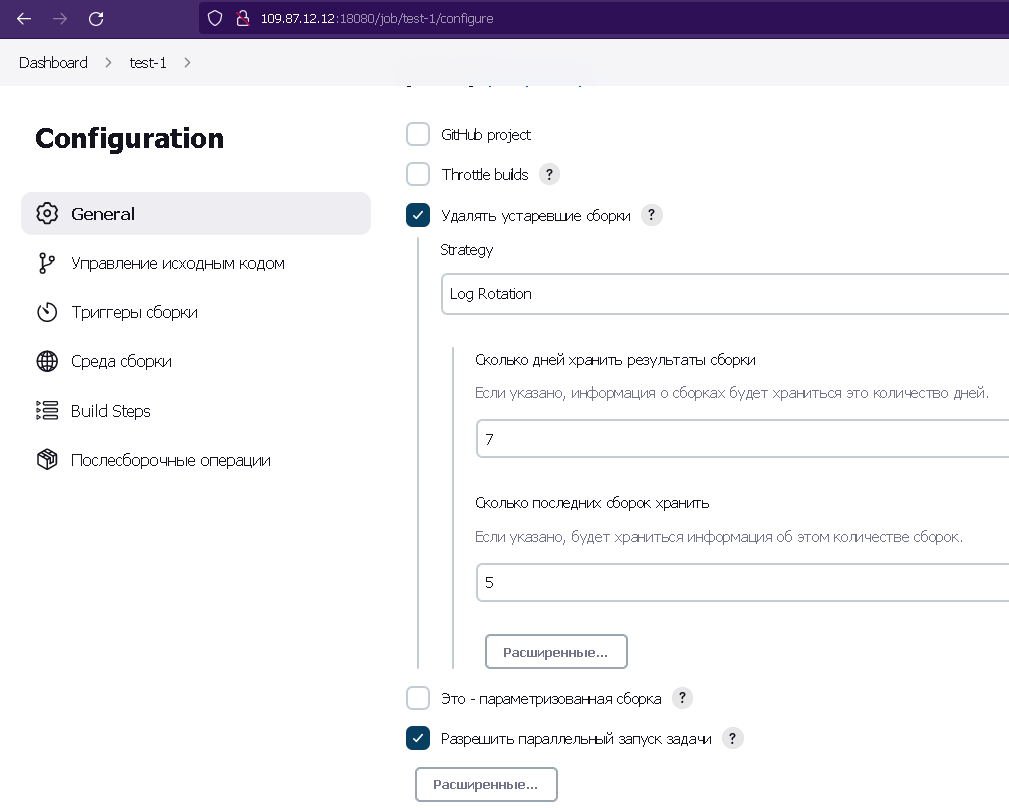 109.87.12.12:18080/job/test-1/configure
Dashboard > test-1 >
Configuration
General
Управление исходным кодом
Триггеры сборки
Среда сборки
Build Steps
Послесборочные операции
GitHub project
Throttle builds ?
Удалять устаревшие сборки ?
Strategy
Log Rotation
Сколько дней хранить результаты сборки
Если указано, информация о сборках будет храниться это количество дней.
7
Сколько последних сборок хранить
Если указано, будет храниться информация об этом количестве сборок.
5
Расширенные...
Это - параметризованная сборка ?
Разрешить параллельный запуск задачи ?
Расширенные...